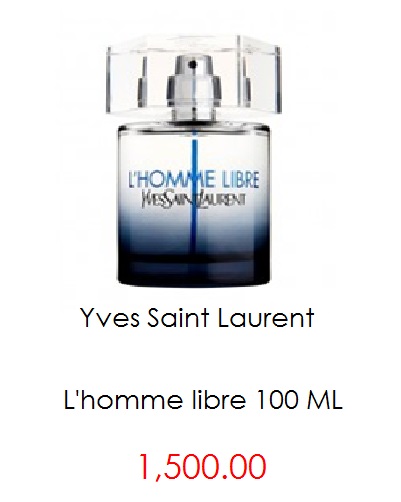 L'HOMME LIBRE
YVESSAINTLAURENT
Yves Saint Laurent
L'homme libre 100 ML
1,500.00